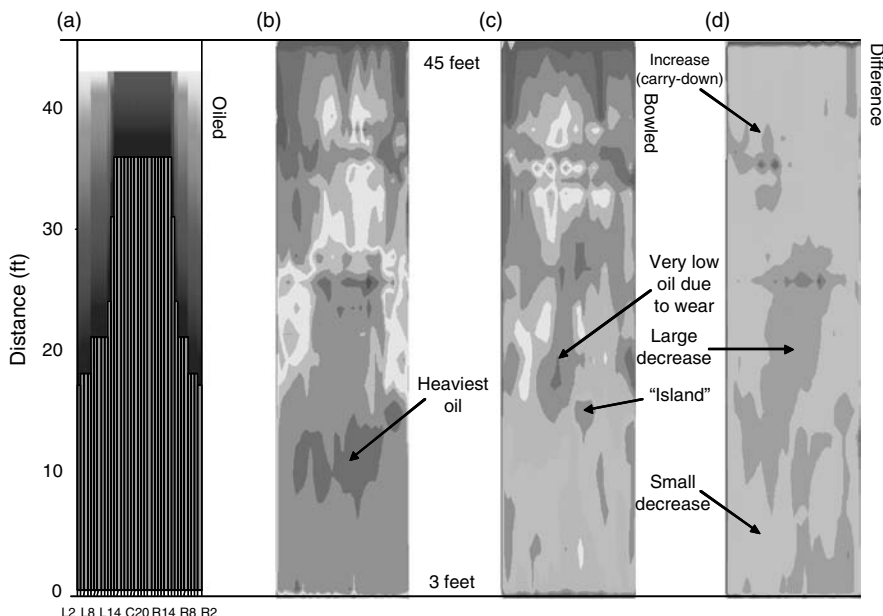 (a)
(b)
(c)
(d)
Oiled
Bowled
Difference
45 feet
3 feet
Increase
(carry-down)
Very low
oil due
to wear
Large
decrease
Heaviest
oil
“Island”
Small
decrease
Distance (ft)
40
30
20
10
0
L2 L8 L14 C20 R14 R8 R2